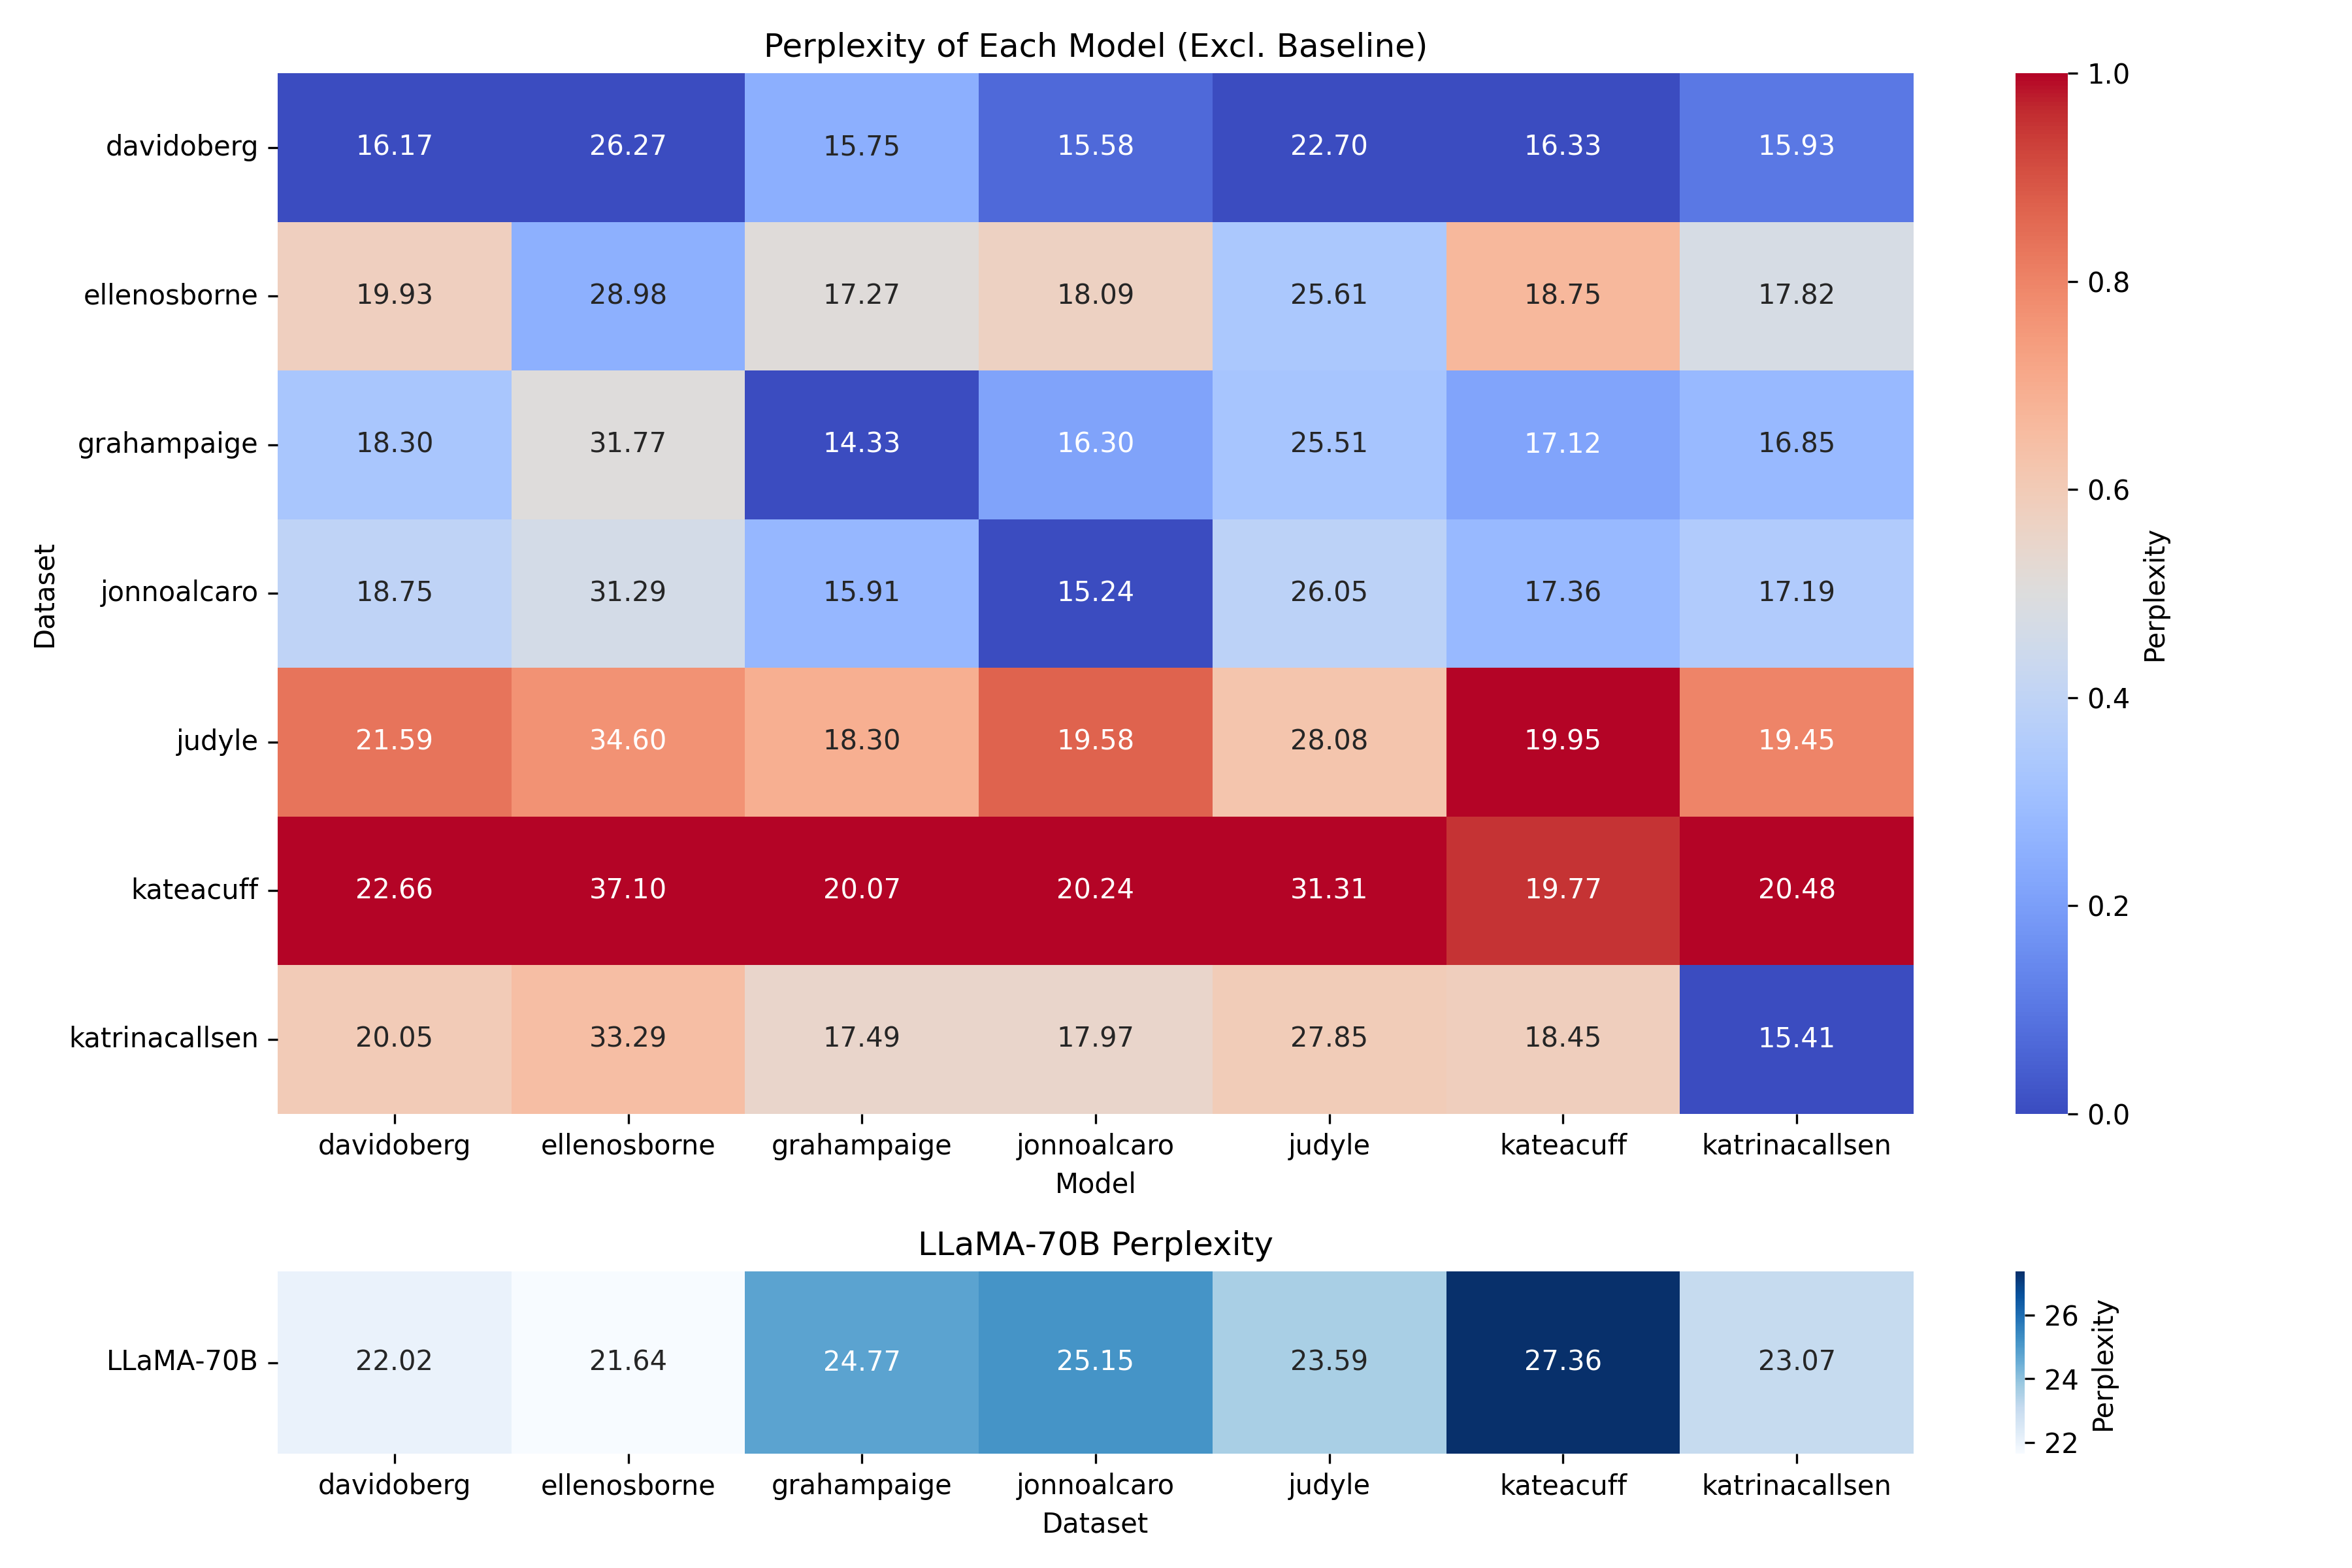 Perplexity of Each Model (Excl. Baseline)
davidoberg 16.17 26.27 15.75 15.58 22.70 16.33 15.93
ellenosborne 19.93 28.98 17.27 18.09 25.61 18.75 17.82
grahampaige 18.30 31.77 14.33 16.30 25.51 17.12 16.85
jonnoalcaro 18.75 31.29 15.91 15.24 26.05 17.36 17.19
judyle 21.59 34.60 18.30 19.58 28.08 19.95 19.45
kateacuff 22.66 37.10 20.07 20.24 31.31 19.77 20.48
katrinacallsen 20.05 33.29 17.49 17.97 27.85 18.45 15.41
Dataset
davidoberg ellenosborne grahampaige jonnoalcaro judyle kateacuff katrinacallsen
Model
1.0
0.8
0.6
0.4
0.2
0.0
Perplexity
LLaMA-70B Perplexity
LLaMA-70B 22.02 21.64 24.77 25.15 23.59 27.36 23.07
davidoberg ellenosborne grahampaige jonnoalcaro judyle kateacuff katrinacallsen
Dataset
26
24
22
Perplexity